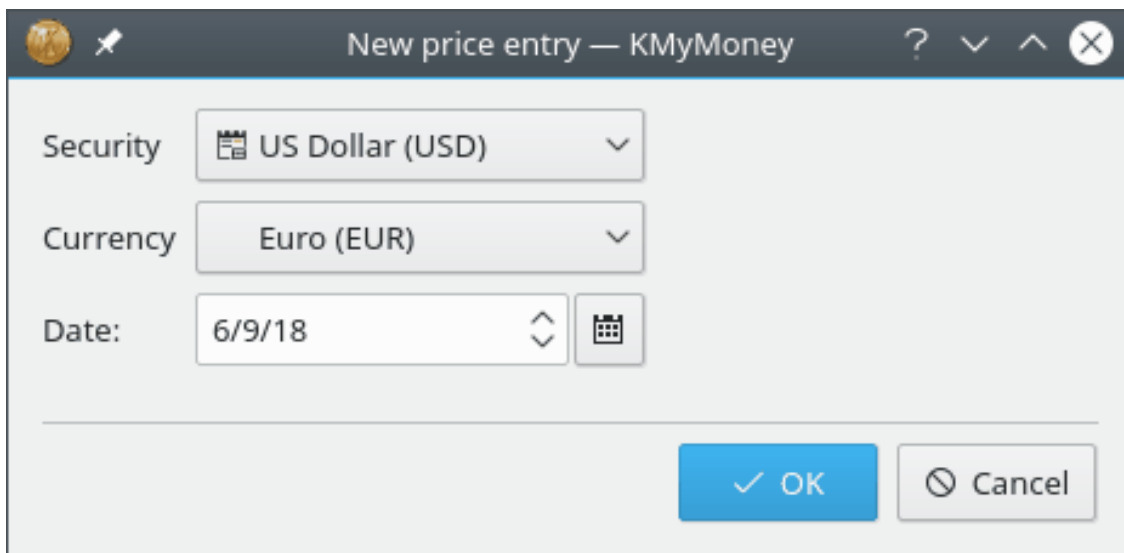 New price entry — KMyMoney ?
Security US Dollar (USD)
Currency Euro (EUR)
Date: 6/9/18
OK Cancel